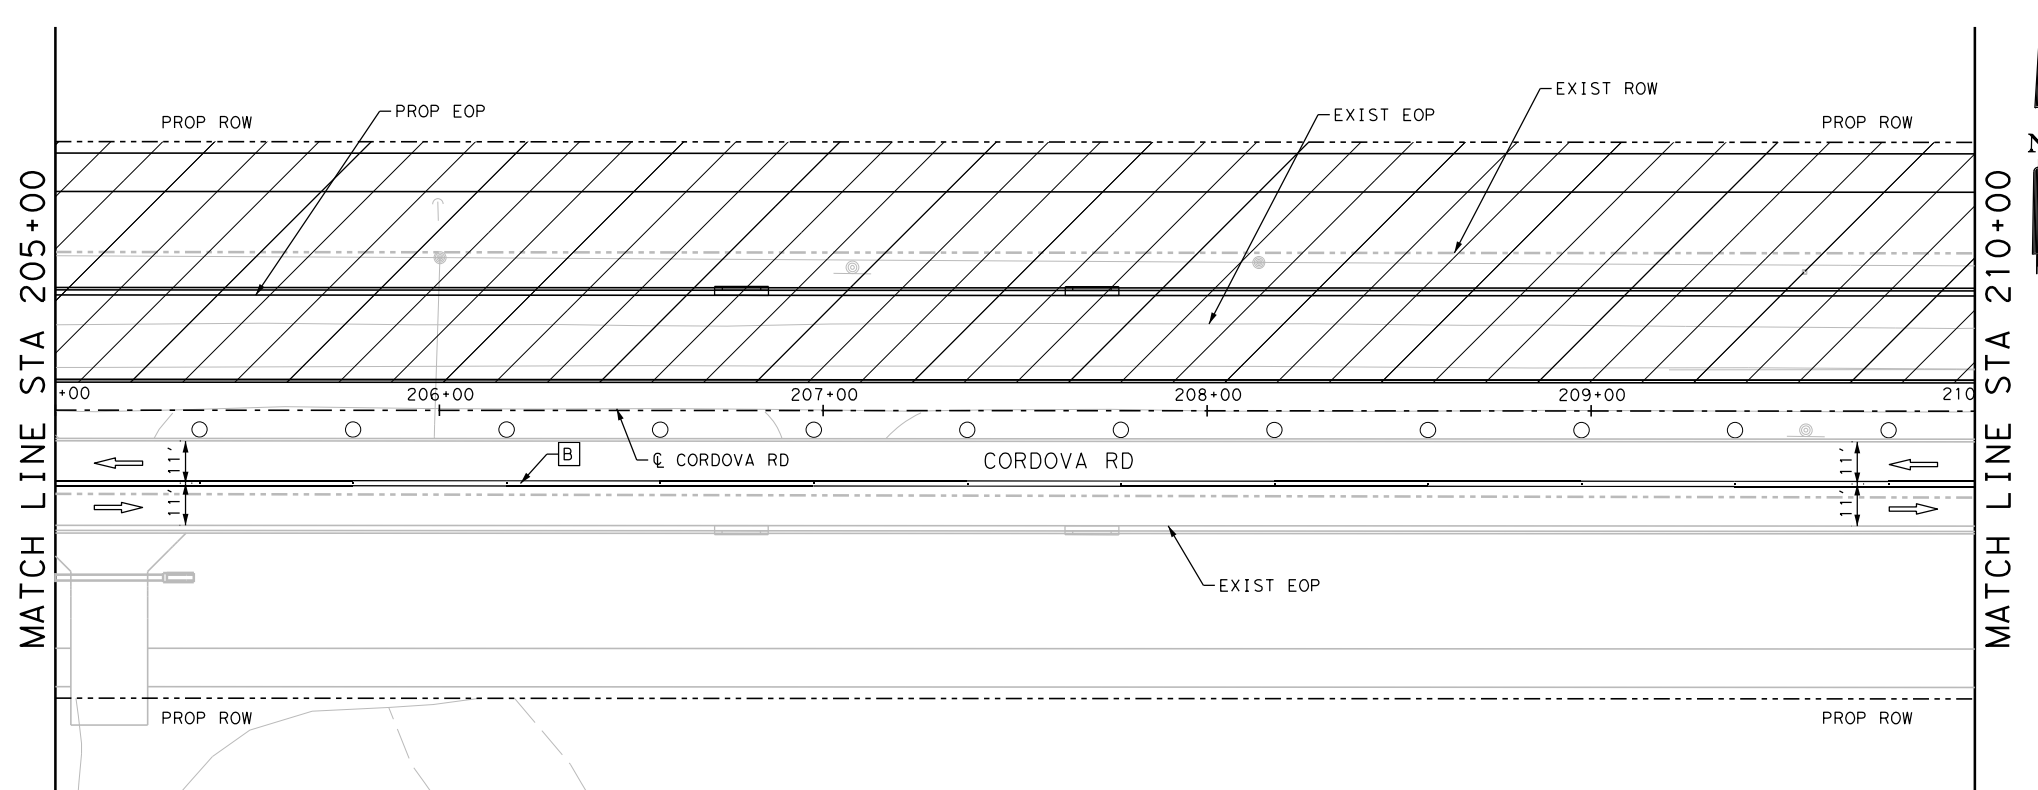 EXIST ROW
PROP EOP
EXIST EOP
PROP ROW
PROP ROW
N
MATCH LINE STA 205+00
MATCH LINE STA 210+00
+00
206+00
207+00
208+00
209+00
210
B
℄ CORDOVA RD
CORDOVA RD
11'
11'
11'
11'
EXIST EOP
PROP ROW
PROP ROW